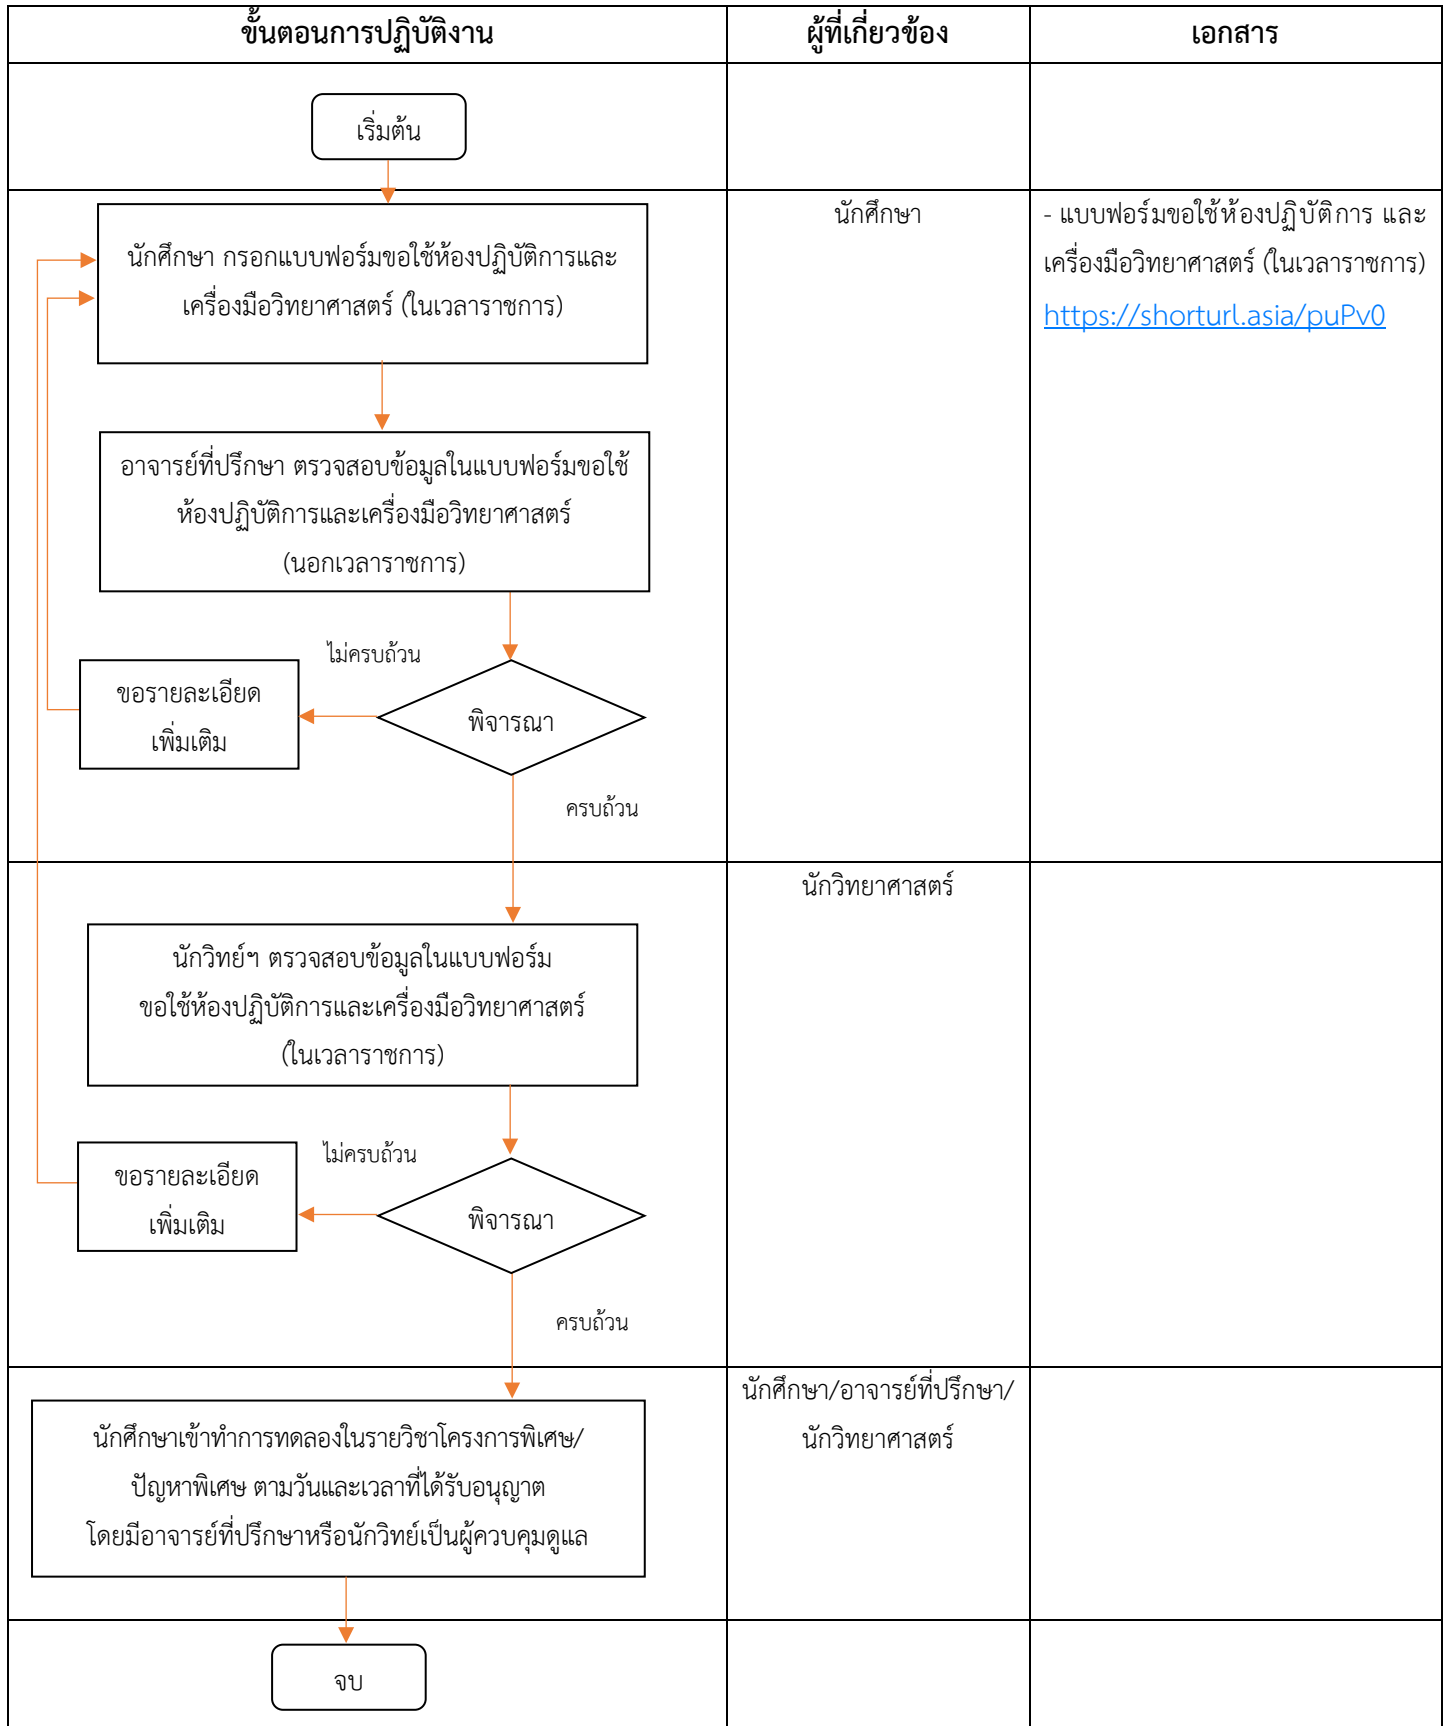 ขั้นตอนการปฏิบัติงาน
ผู้ที่เกี่ยวข้อง
เอกสาร
เริ่มต้น
นักศึกษา กรอกแบบฟอร์มขอใช้ห้องปฏิบัติการและ
เครื่องมือวิทยาศาสตร์ (ในเวลาราชการ)
นักศึกษา
- แบบฟอร์มขอใช้ห้องปฏิบัติการ และ
เครื่องมือวิทยาศาสตร์ (ในเวลาราชการ)
https://shorturl.asia/puPv0
อาจารย์ที่ปรึกษา ตรวจสอบข้อมูลในแบบฟอร์มขอใช้
ห้องปฏิบัติการและเครื่องมือวิทยาศาสตร์
(นอกเวลาราชการ)
ไม่ครบถ้วน
ขอรายละเอียด
เพิ่มเติม
พิจารณา
ครบถ้วน
นักวิทยาศาสตร์
นักวิทย์ฯ ตรวจสอบข้อมูลในแบบฟอร์ม
ขอใช้ห้องปฏิบัติการและเครื่องมือวิทยาศาสตร์
(ในเวลาราชการ)
ไม่ครบถ้วน
ขอรายละเอียด
เพิ่มเติม
พิจารณา
ครบถ้วน
นักศึกษา/อาจารย์ที่ปรึกษา/
นักวิทยาศาสตร์
นักศึกษาเข้าทำการทดลองในรายวิชาโครงการพิเศษ/
ปัญหาพิเศษ ตามวันและเวลาที่ได้รับอนุญาต
โดยมีอาจารย์ที่ปรึกษาหรือนักวิทย์เป็นผู้ควบคุมดูแล
จบ